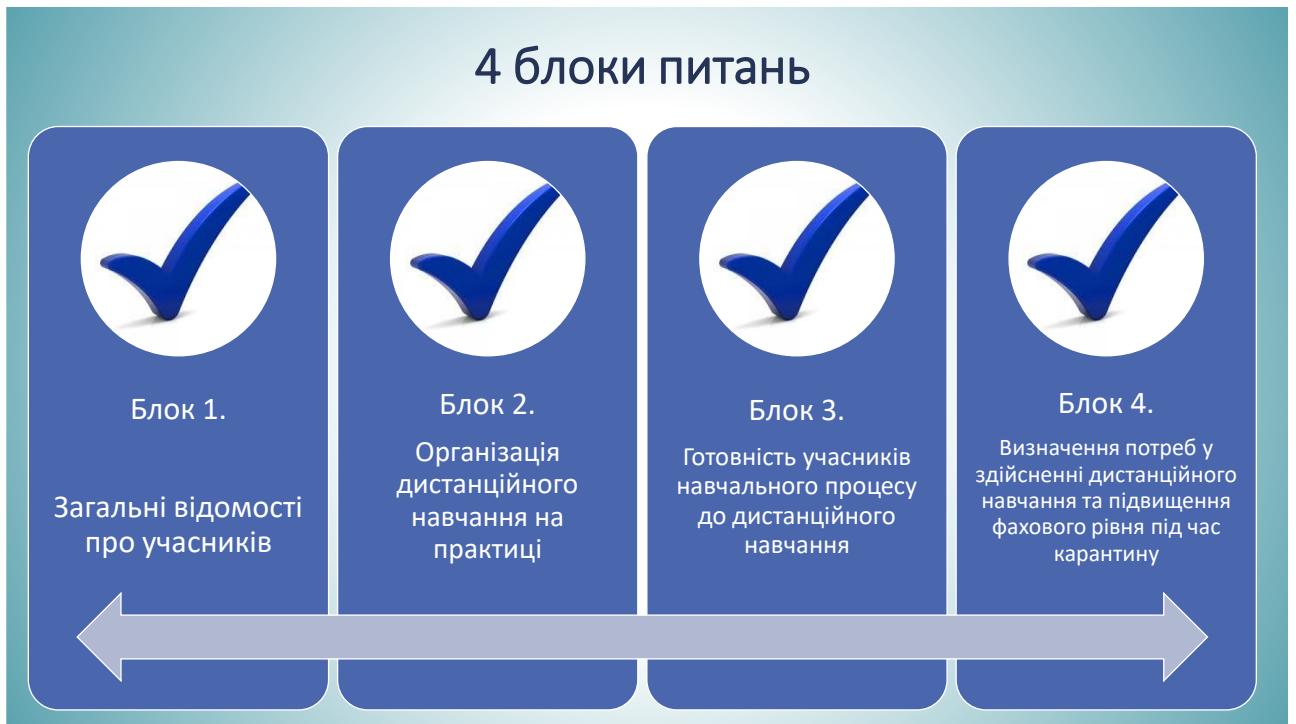 4 блоки питань
Блок 1.
Загальні відомості
про учасників
Блок 2.
Організація
дистанційного
навчання на
практиці
Блок 3.
Готовність учасників
навчального процесу
до дистанційного
навчання
Блок 4.
Визначення потреб у
здійсненні дистанційного
навчання та підвищення
фахового рівня під час
карантину